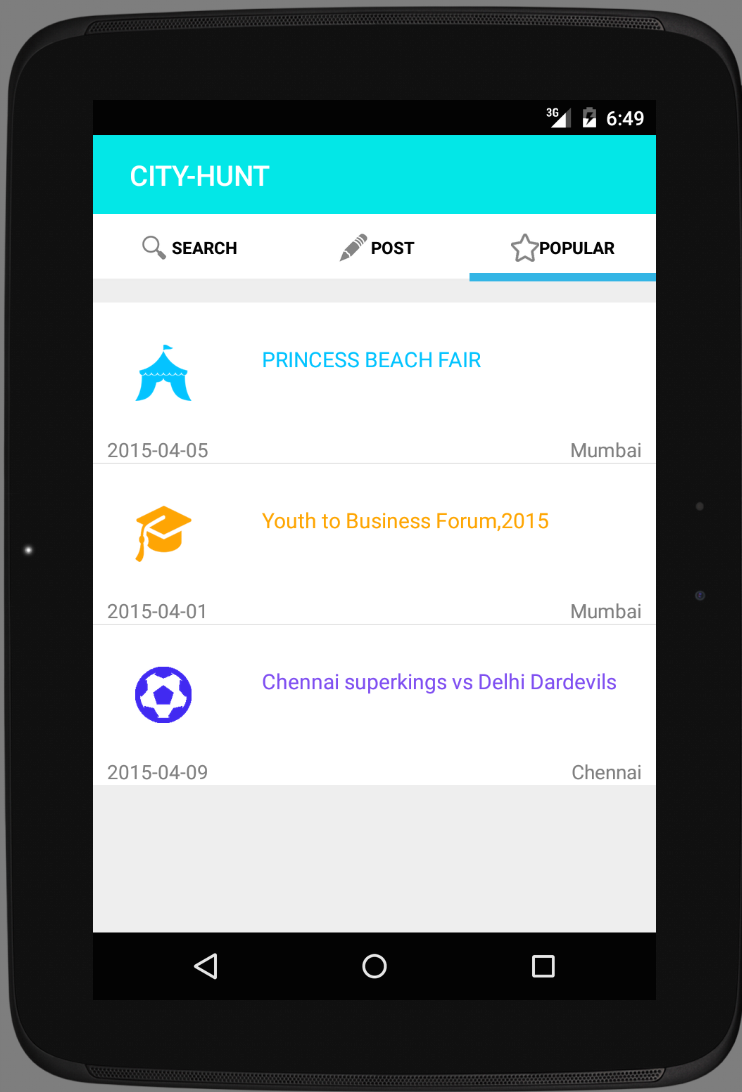 3G 6:49
CITY-HUNT
SEARCH POST POPULAR
PRINCESS BEACH FAIR
2015-04-05 Mumbai
Youth to Business Forum,2015
2015-04-01 Mumbai
Chennai superkings vs Delhi Dardevils
2015-04-09 Chennai